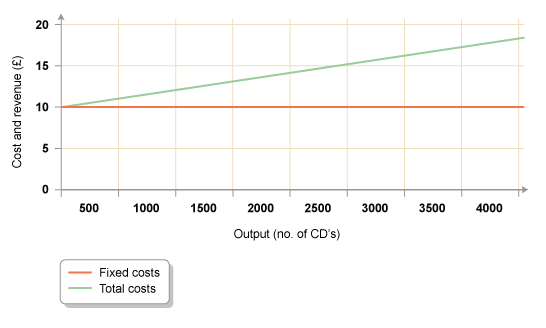 Cost and revenue (£)
20
15
10
5
0
500 1000 1500 2000 2500 3000 3500 4000
Output (no. of CD's)
Fixed costs
Total costs